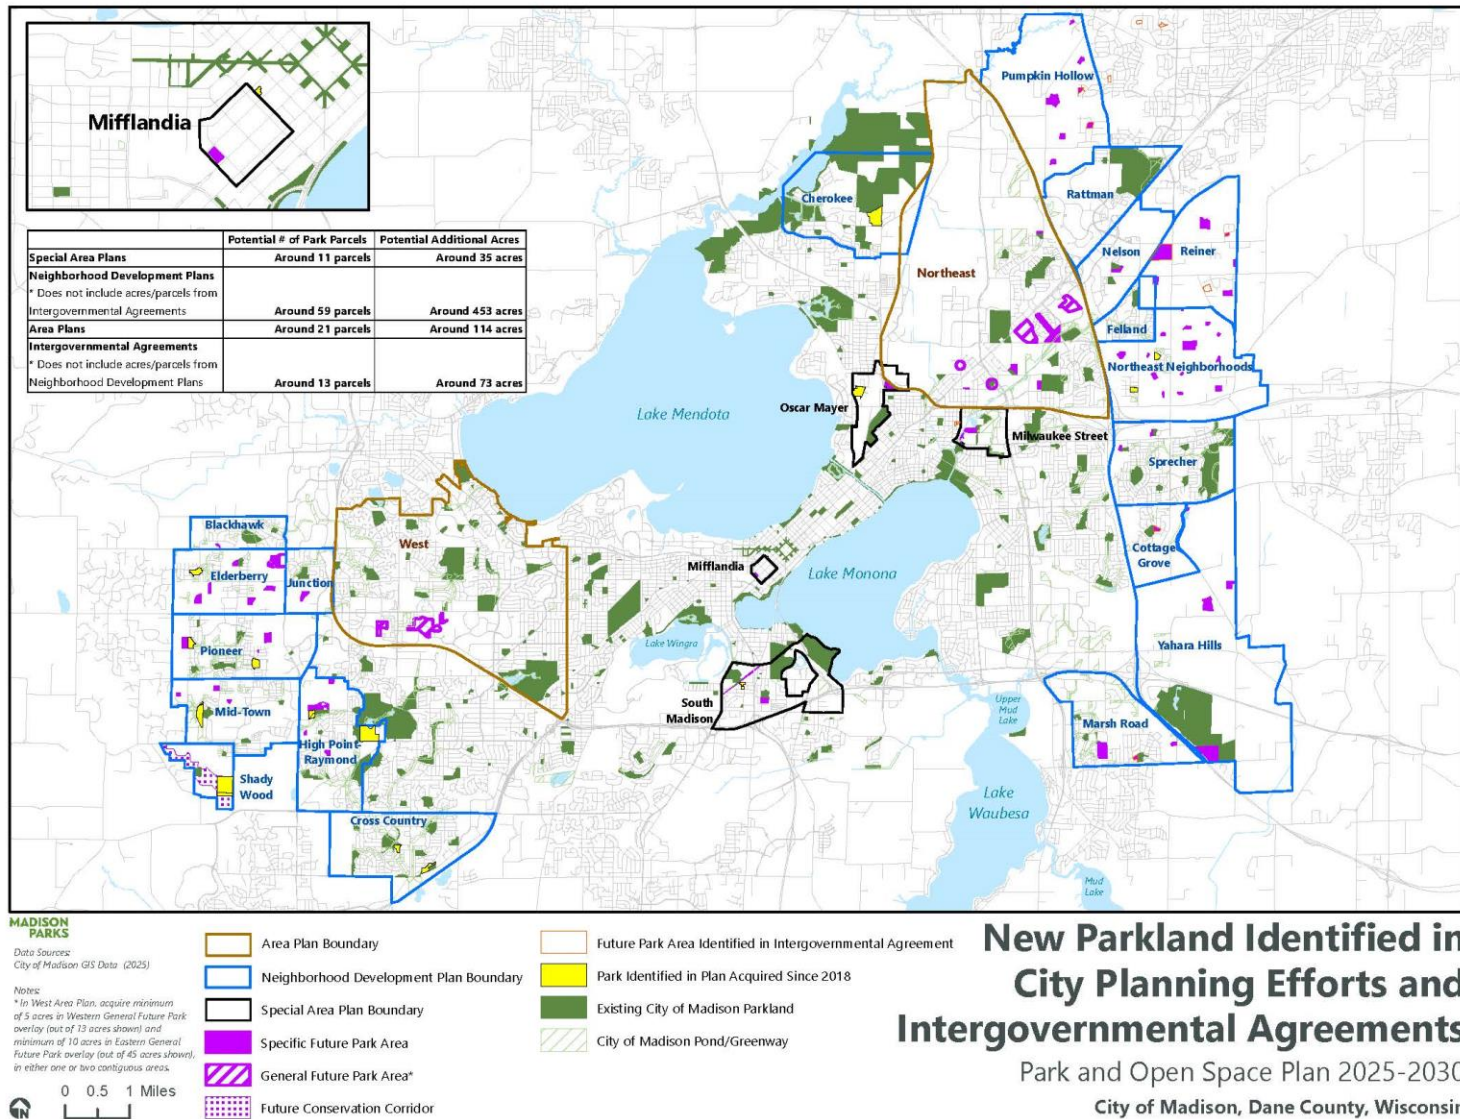 Mifflandia
Potential # of Park Parcels Potential Additional Acres
Special Area Plans Around 11 parcels Around 35 acres
Neighborhood Development Plans
* Does not include acres/parcels from
Intergovernmental Agreements Around 59 parcels Around 453 acres
Area Plans Around 21 parcels Around 114 acres
Intergovernmental Agreements
* Does not include acres/parcels from
Neighborhood Development Plans Around 13 parcels Around 73 acres
Pumpkin Hollow
Rattman
Cherokee
Nelson
Reiner
Northeast
Felland
Northeast Neighborhoods
Oscar Mayer
Lake Mendota
Milwaukee Street
Sprecher
Blackhawk
West
Cottage
Grove
Elderberry
Junction
Mifflandia
Lake Monona
Lake Wingra
Pioneer
Yahara Hills
South
Madison
Upper
Mud
Lake
Mid-Town
Marsh Road
High Point-
Raymond
Shady
Wood
Lake
Waubesa
Cross Country
Mud
Lake
MADISON
PARKS
Data Sources:
City of Madison GIS Data (2025)
Notes:
* In West Area Plan, acquire minimum
of 5 acres in Western General Future Park
overlay (out of 13 acres shown) and
minimum of 10 acres in Eastern General
Future Park overlay (out of 45 acres shown),
in either one or two contiguous areas.
N
0 0.5 1 Miles
Area Plan Boundary
Neighborhood Development Plan Boundary
Special Area Plan Boundary
Specific Future Park Area
General Future Park Area*
Future Conservation Corridor
Future Park Area Identified in Intergovernmental Agreement
Park Identified in Plan Acquired Since 2018
Existing City of Madison Parkland
City of Madison Pond/Greenway
New Parkland Identified in
City Planning Efforts and
Intergovernmental Agreements
Park and Open Space Plan 2025-2030
City of Madison, Dane County, Wisconsin